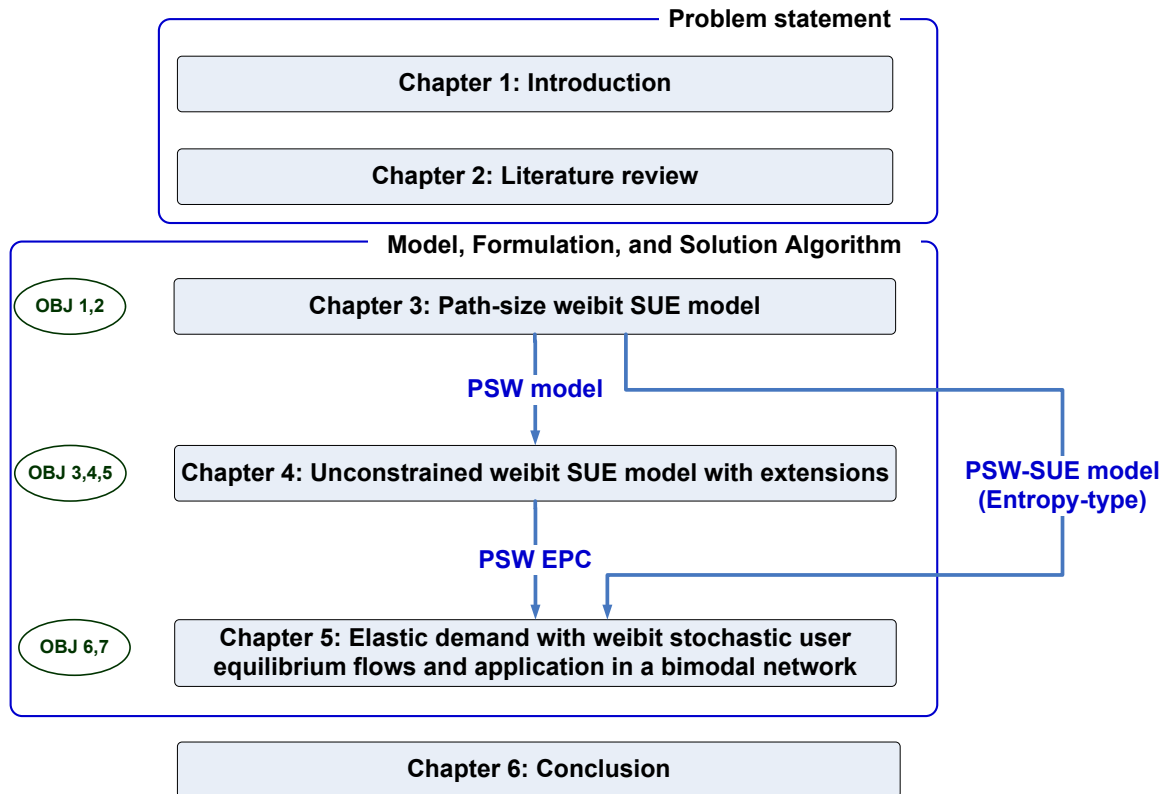 Problem statement
Chapter 1: Introduction
Chapter 2: Literature review
Model, Formulation, and Solution Algorithm
OBJ 1,2
Chapter 3: Path-size weibit SUE model
PSW model
OBJ 3,4,5
Chapter 4: Unconstrained weibit SUE model with extensions
PSW-SUE model
(Entropy-type)
PSW EPC
OBJ 6,7
Chapter 5: Elastic demand with weibit stochastic user
equilibrium flows and application in a bimodal network
Chapter 6: Conclusion